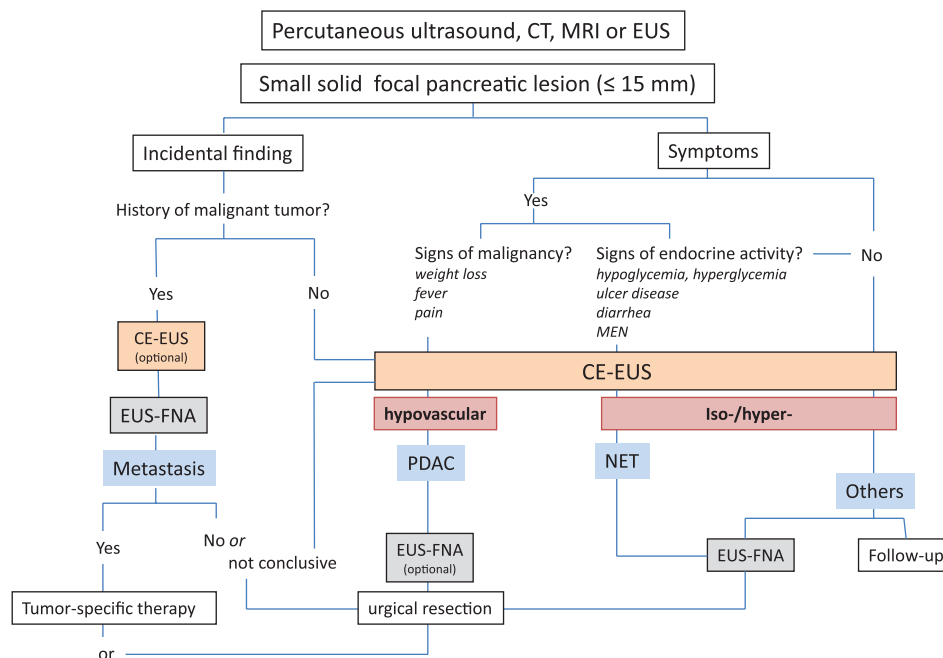 Percutaneous ultrasound, CT, MRI or EUS
Small solid focal pancreatic lesion (≤ 15 mm)
Incidental finding
Symptoms
History of malignant tumor?
Yes
Signs of malignancy?
weight loss
fever
pain
Signs of endocrine activity?
hypoglycemia, hyperglycemia
ulcer disease
diarrhea
MEN
No
Yes
No
CE-EUS
(optional)
CE-EUS
EUS-FNA
hypovascular
Iso-/hyper-
Metastasis
PDAC
NET
Others
Yes
No or
not conclusive
EUS-FNA
(optional)
EUS-FNA
Follow-up
Tumor-specific therapy
urgical resection
or